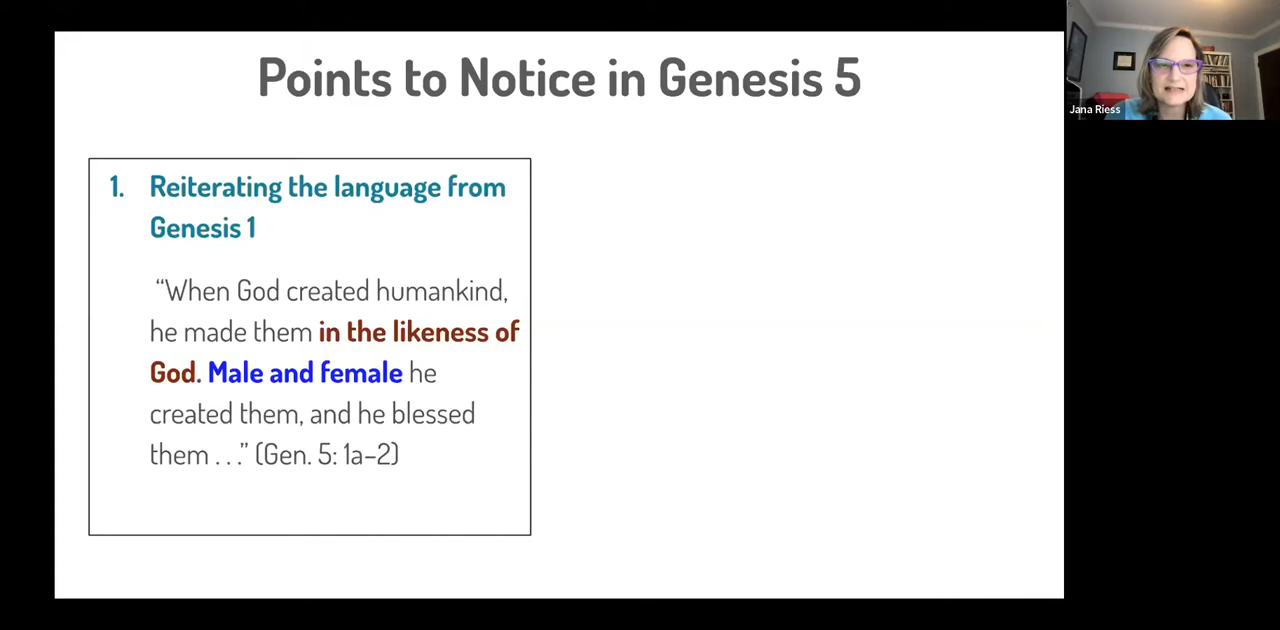 Points to Notice in Genesis 5
Jana Riess
1. Reiterating the language from
Genesis 1
“When God created humankind,
he made them in the likeness of
God. Male and female he
created them, and he blessed
them . . .” (Gen. 5: 1a–2)